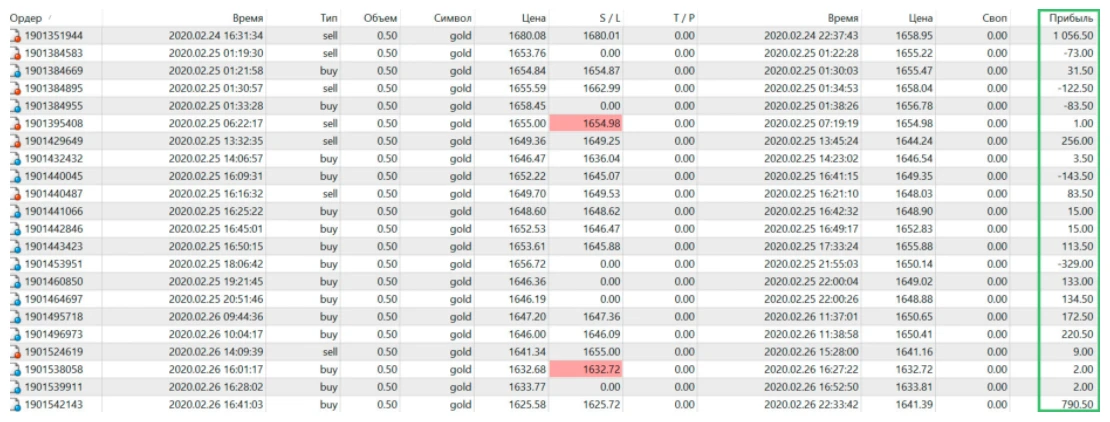 Ордер / Время Тип Объем Символ Цена S / L T / P Время Цена Своп Прибыль
1901351944 2020.02.24 16:31:34 sell 0.50 gold 1680.08 1680.01 0.00 2020.02.24 22:37:43 1658.95 0.00 1 056.50
1901384583 2020.02.25 01:19:30 sell 0.50 gold 1653.76 0.00 0.00 2020.02.25 01:22:28 1655.22 0.00 -73.00
1901384669 2020.02.25 01:21:58 buy 0.50 gold 1654.84 1654.87 0.00 2020.02.25 01:30:03 1655.47 0.00 31.50
1901384895 2020.02.25 01:30:57 sell 0.50 gold 1655.59 1662.99 0.00 2020.02.25 01:34:53 1658.04 0.00 -122.50
1901384955 2020.02.25 01:33:28 buy 0.50 gold 1658.45 0.00 0.00 2020.02.25 01:38:26 1656.78 0.00 -83.50
1901395408 2020.02.25 06:22:17 sell 0.50 gold 1655.00 1654.98 0.00 2020.02.25 07:19:19 1654.98 0.00 1.00
1901429649 2020.02.25 13:32:35 sell 0.50 gold 1649.36 1649.25 0.00 2020.02.25 13:45:24 1644.24 0.00 256.00
1901432432 2020.02.25 14:06:57 buy 0.50 gold 1646.47 1636.04 0.00 2020.02.25 14:23:02 1646.54 0.00 3.50
1901440045 2020.02.25 16:09:31 buy 0.50 gold 1652.22 1645.07 0.00 2020.02.25 16:41:15 1649.35 0.00 -143.50
1901440487 2020.02.25 16:16:32 sell 0.50 gold 1649.70 1649.53 0.00 2020.02.25 16:21:10 1648.03 0.00 83.50
1901441066 2020.02.25 16:25:22 buy 0.50 gold 1648.60 1648.62 0.00 2020.02.25 16:42:32 1648.90 0.00 15.00
1901442846 2020.02.25 16:45:01 buy 0.50 gold 1652.53 1646.47 0.00 2020.02.25 16:49:17 1652.83 0.00 15.00
1901443423 2020.02.25 16:50:15 buy 0.50 gold 1653.61 1645.88 0.00 2020.02.25 17:33:24 1655.88 0.00 113.50
1901453951 2020.02.25 18:06:42 buy 0.50 gold 1656.72 0.00 0.00 2020.02.25 21:55:03 1650.14 0.00 -329.00
1901460850 2020.02.25 19:21:45 buy 0.50 gold 1646.36 0.00 0.00 2020.02.25 22:00:04 1649.02 0.00 133.00
1901464697 2020.02.25 20:51:46 buy 0.50 gold 1646.19 0.00 0.00 2020.02.25 22:00:26 1648.88 0.00 134.50
1901495718 2020.02.26 09:44:36 buy 0.50 gold 1647.20 1647.36 0.00 2020.02.26 11:37:01 1650.65 0.00 172.50
1901496973 2020.02.26 10:04:17 buy 0.50 gold 1646.00 1646.09 0.00 2020.02.26 11:38:58 1650.41 0.00 220.50
1901524619 2020.02.26 14:09:39 sell 0.50 gold 1641.34 1655.00 0.00 2020.02.26 15:28:00 1641.16 0.00 9.00
1901538058 2020.02.26 16:01:17 buy 0.50 gold 1632.68 1632.72 0.00 2020.02.26 16:27:22 1632.72 0.00 2.00
1901539911 2020.02.26 16:28:02 buy 0.50 gold 1633.77 0.00 0.00 2020.02.26 16:52:50 1633.81 0.00 2.00
1901542143 2020.02.26 16:41:03 buy 0.50 gold 1625.58 1625.72 0.00 2020.02.26 22:33:42 1641.39 0.00 790.50